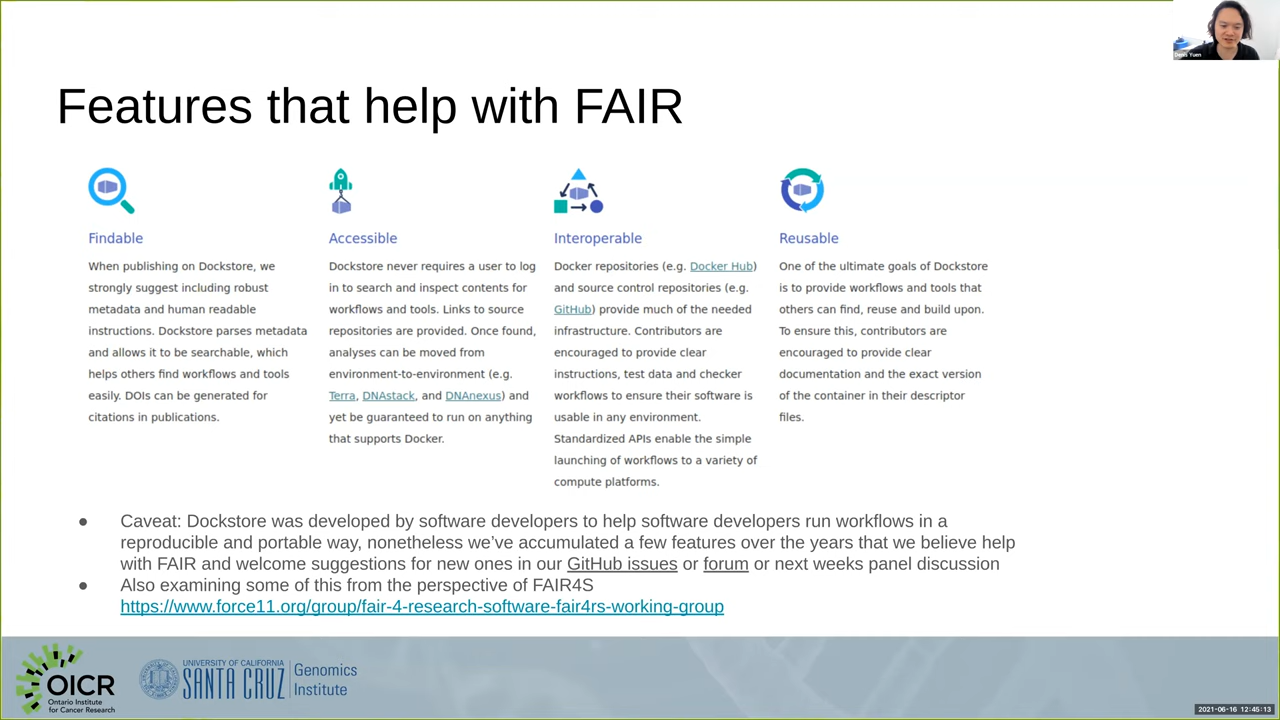 Denis Yuen
Features that help with FAIR
Findable
When publishing on Dockstore, we
strongly suggest including robust
metadata and human readable
instructions. Dockstore parses metadata
and allows it to be searchable, which
helps others find workflows and tools
easily. DOIs can be generated for
citations in publications.
Accessible
Dockstore never requires a user to log
in to search and inspect contents for
workflows and tools. Links to source
repositories are provided. Once found,
analyses can be moved from
environment-to-environment (e.g.
Terra, DNAstack, and DNAnexus) and
yet be guaranteed to run on anything
that supports Docker.
Interoperable
Docker repositories (e.g. Docker Hub)
and source control repositories (e.g.
GitHub) provide much of the needed
infrastructure. Contributors are
encouraged to provide clear
instructions, test data and checker
workflows to ensure their software is
usable in any environment.
Standardized APIs enable the simple
launching of workflows to a variety of
compute platforms.
Reusable
One of the ultimate goals of Dockstore
is to provide workflows and tools that
others can find, reuse and build upon.
To ensure this, contributors are
encouraged to provide clear
documentation and the exact version
of the container in their descriptor
files.
● Caveat: Dockstore was developed by software developers to help software developers run workflows in a
reproducible and portable way, nonetheless we’ve accumulated a few features over the years that we believe help
with FAIR and welcome suggestions for new ones in our GitHub issues or forum or next weeks panel discussion
● Also examining some of this from the perspective of FAIR4S
https://www.force11.org/group/fair-4-research-software-fair4rs-working-group
OICR
Ontario Institute
for Cancer Research
UNIVERSITY OF CALIFORNIA
SANTA CRUZ
Genomics
Institute
2021-06-16 12:45:13